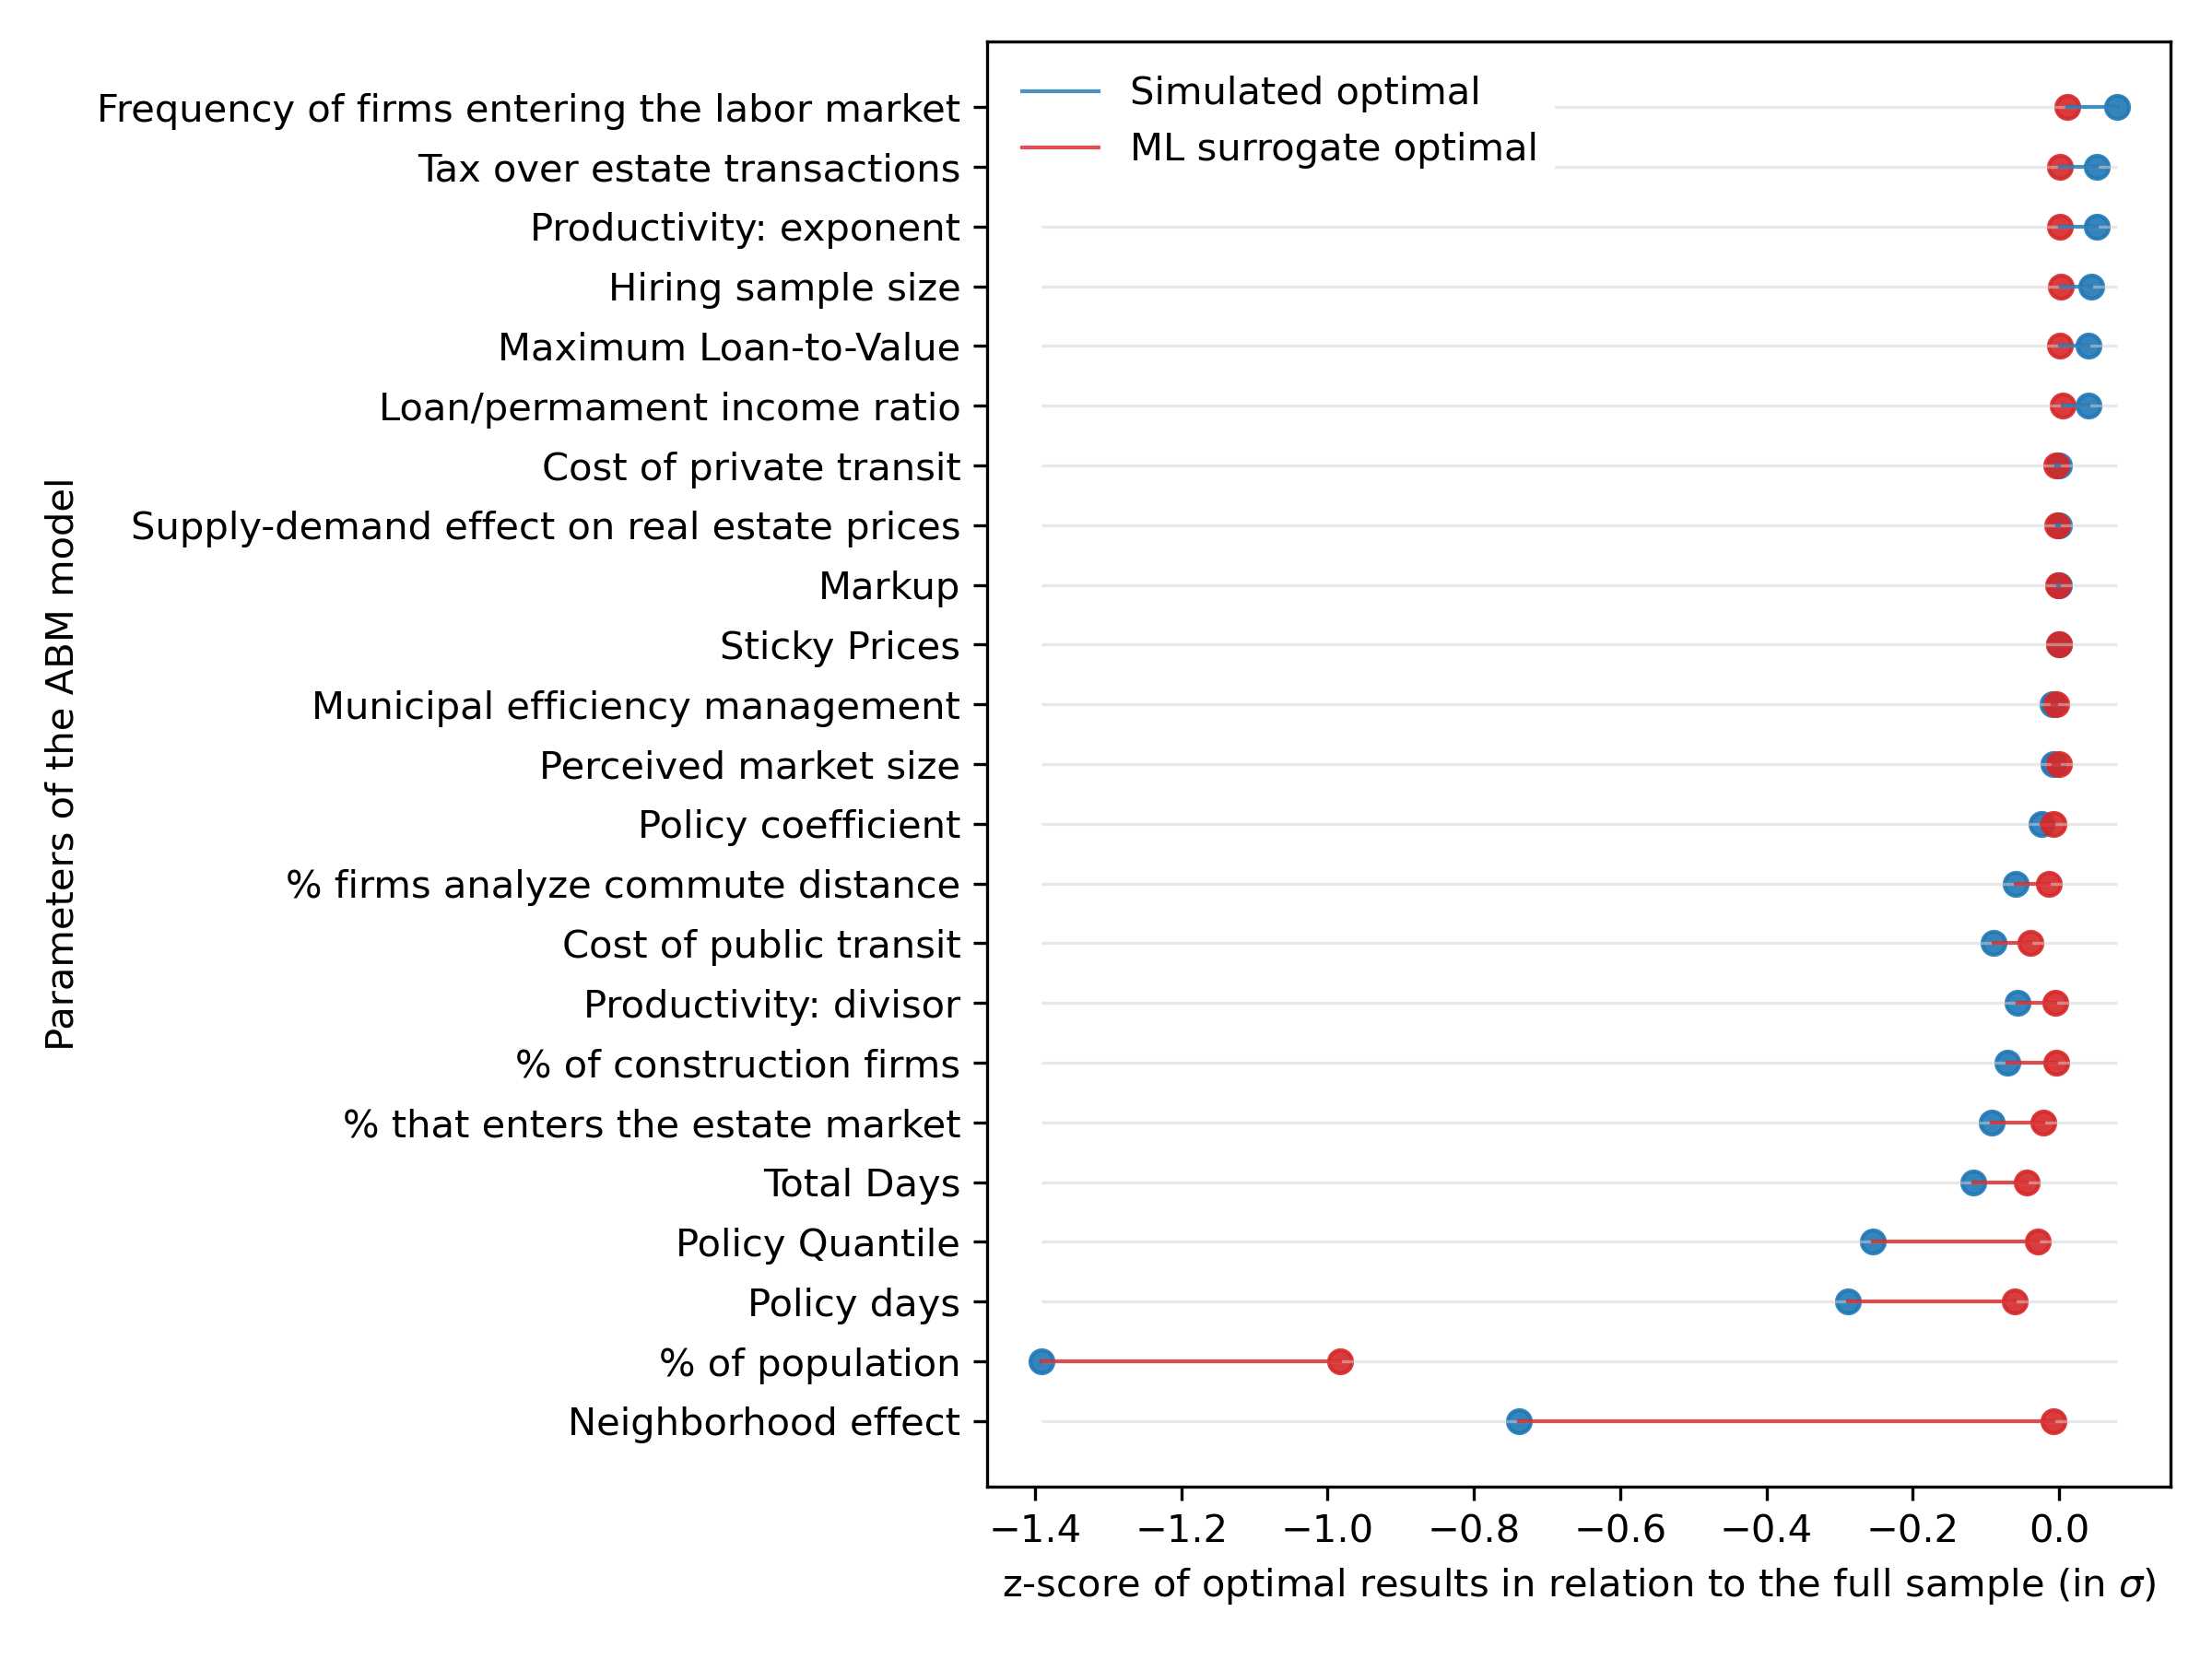 Simulated optimal
ML surrogate optimal
Parameters of the ABM model
Frequency of firms entering the labor market
Tax over estate transactions
Productivity: exponent
Hiring sample size
Maximum Loan-to-Value
Loan/permament income ratio
Cost of private transit
Supply-demand effect on real estate prices
Markup
Sticky Prices
Municipal efficiency management
Perceived market size
Policy coefficient
% firms analyze commute distance
Cost of public transit
Productivity: divisor
% of construction firms
% that enters the estate market
Total Days
Policy Quantile
Policy days
% of population
Neighborhood effect
−1.4 −1.2 −1.0 −0.8 −0.6 −0.4 −0.2 0.0
z-score of optimal results in relation to the full sample (in σ)